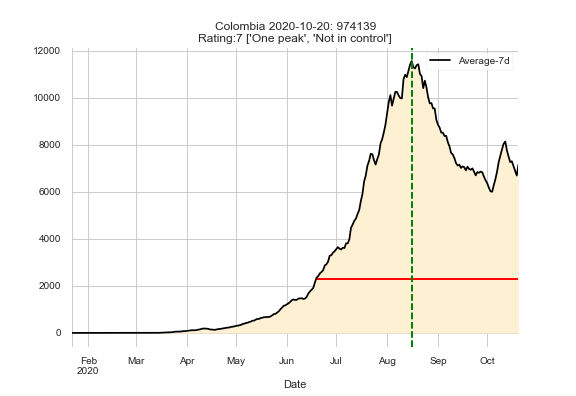 Colombia 2020-10-20: 974139
Rating:7 ['One peak', 'Not in control']
Average-7d
12000
10000
8000
6000
4000
2000
0
Feb Mar Apr May Jun Jul Aug Sep Oct
2020
Date